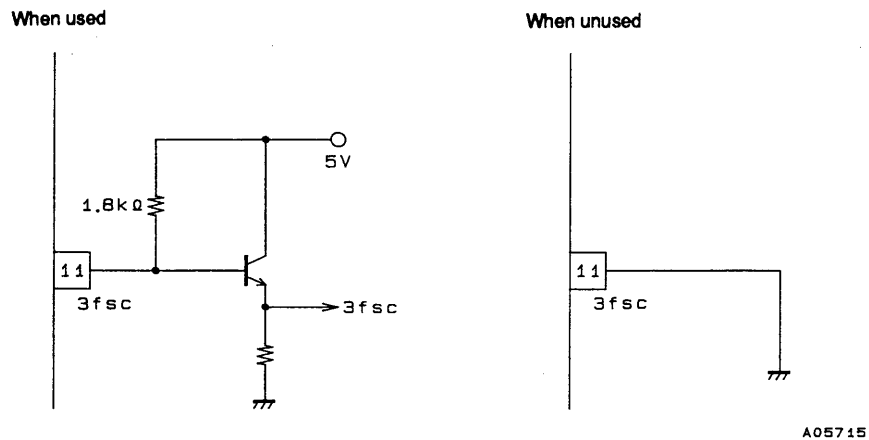 When used
When unused
5V
1.8kΩ
11
3fsc
3fsc
11
3fsc
A05715